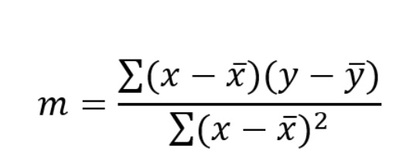 m = ∑(x − x̄)(y − ȳ) / ∑(x − x̄)²